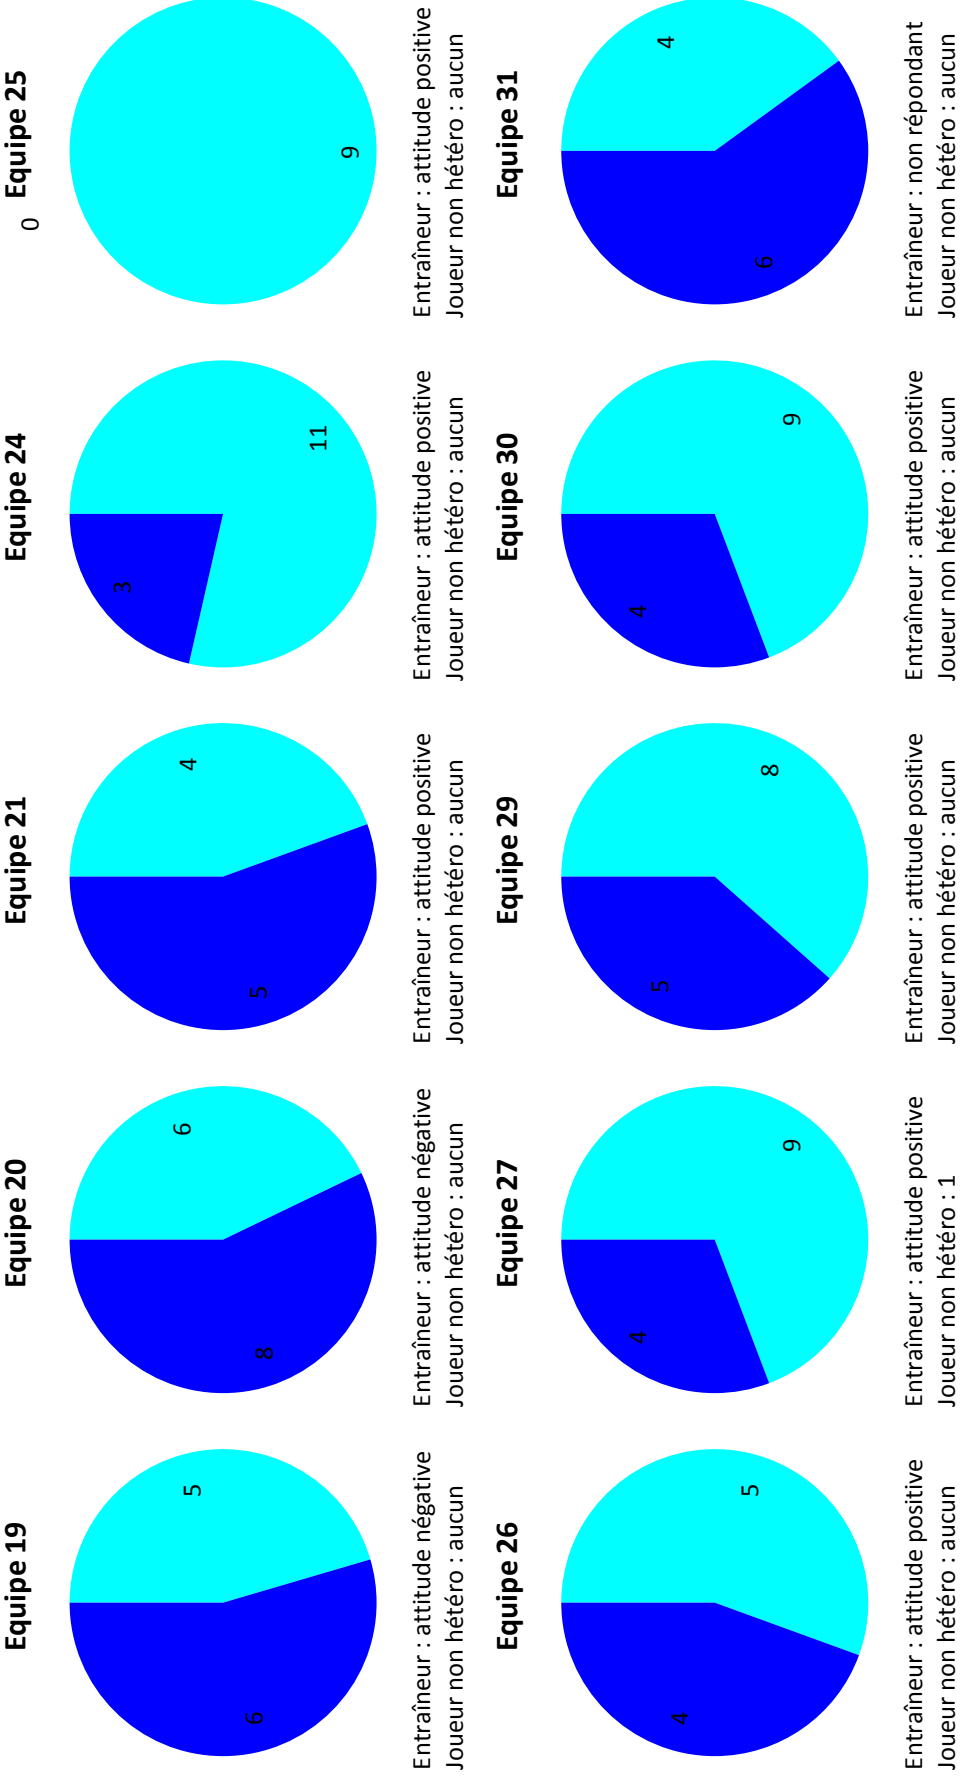 Equipe 19
5
6
Entraîneur : attitude négative
Joueur non hétéro : aucun
Equipe 20
6
8
Entraîneur : attitude négative
Joueur non hétéro : aucun
Equipe 21
4
5
Entraîneur : attitude positive
Joueur non hétéro : aucun
Equipe 24
3
11
Entraîneur : attitude positive
Joueur non hétéro : aucun
Equipe 25
0
9
Entraîneur : attitude positive
Joueur non hétéro : aucun
Equipe 26
5
4
Entraîneur : attitude positive
Joueur non hétéro : aucun
Equipe 27
4
9
Entraîneur : attitude positive
Joueur non hétéro : 1
Equipe 29
5
8
Entraîneur : attitude positive
Joueur non hétéro : aucun
Equipe 30
4
9
Entraîneur : attitude positive
Joueur non hétéro : aucun
Equipe 31
4
6
Entraîneur : non répondant
Joueur non hétéro : aucun